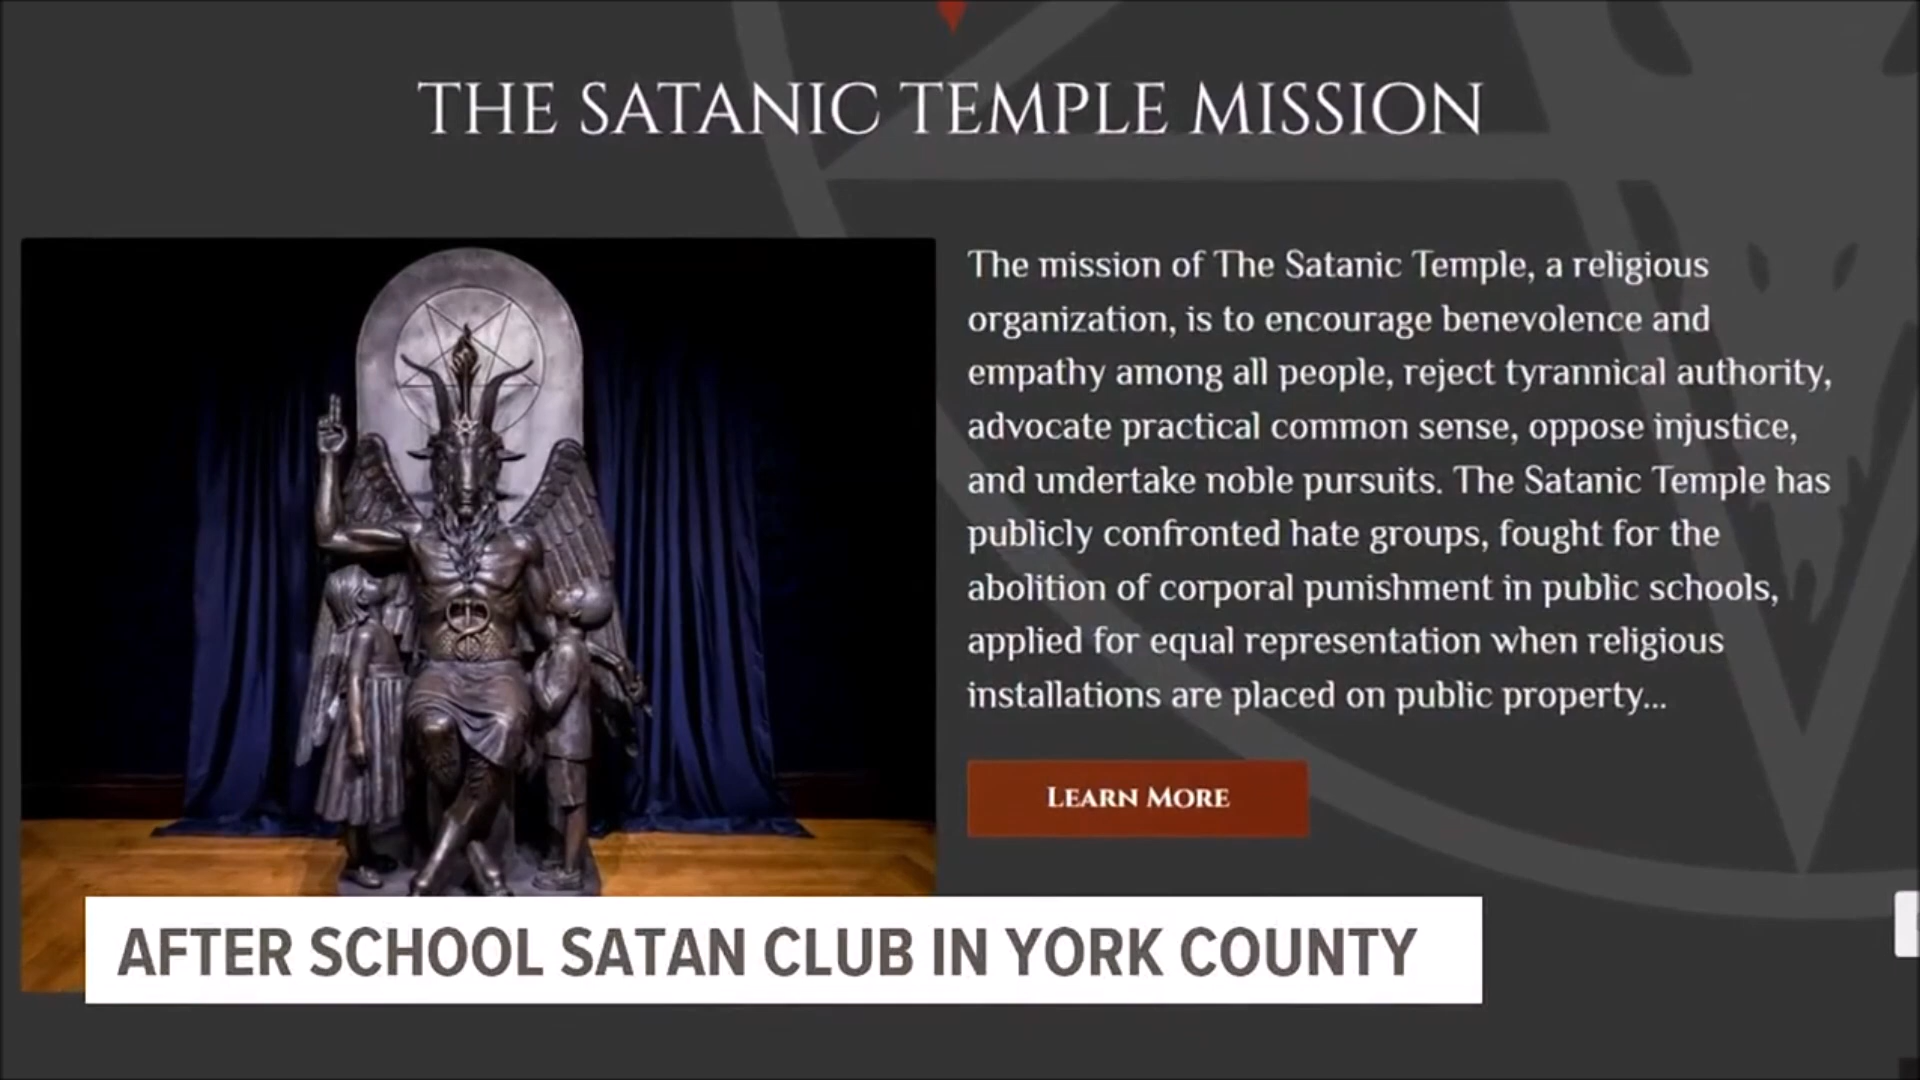 THE SATANIC TEMPLE MISSION
The mission of The Satanic Temple, a religious
organization, is to encourage benevolence and
empathy among all people, reject tyrannical authority,
advocate practical common sense, oppose injustice,
and undertake noble pursuits. The Satanic Temple has
publicly confronted hate groups, fought for the
abolition of corporal punishment in public schools,
applied for equal representation when religious
installations are placed on public property...
LEARN MORE
AFTER SCHOOL SATAN CLUB IN YORK COUNTY